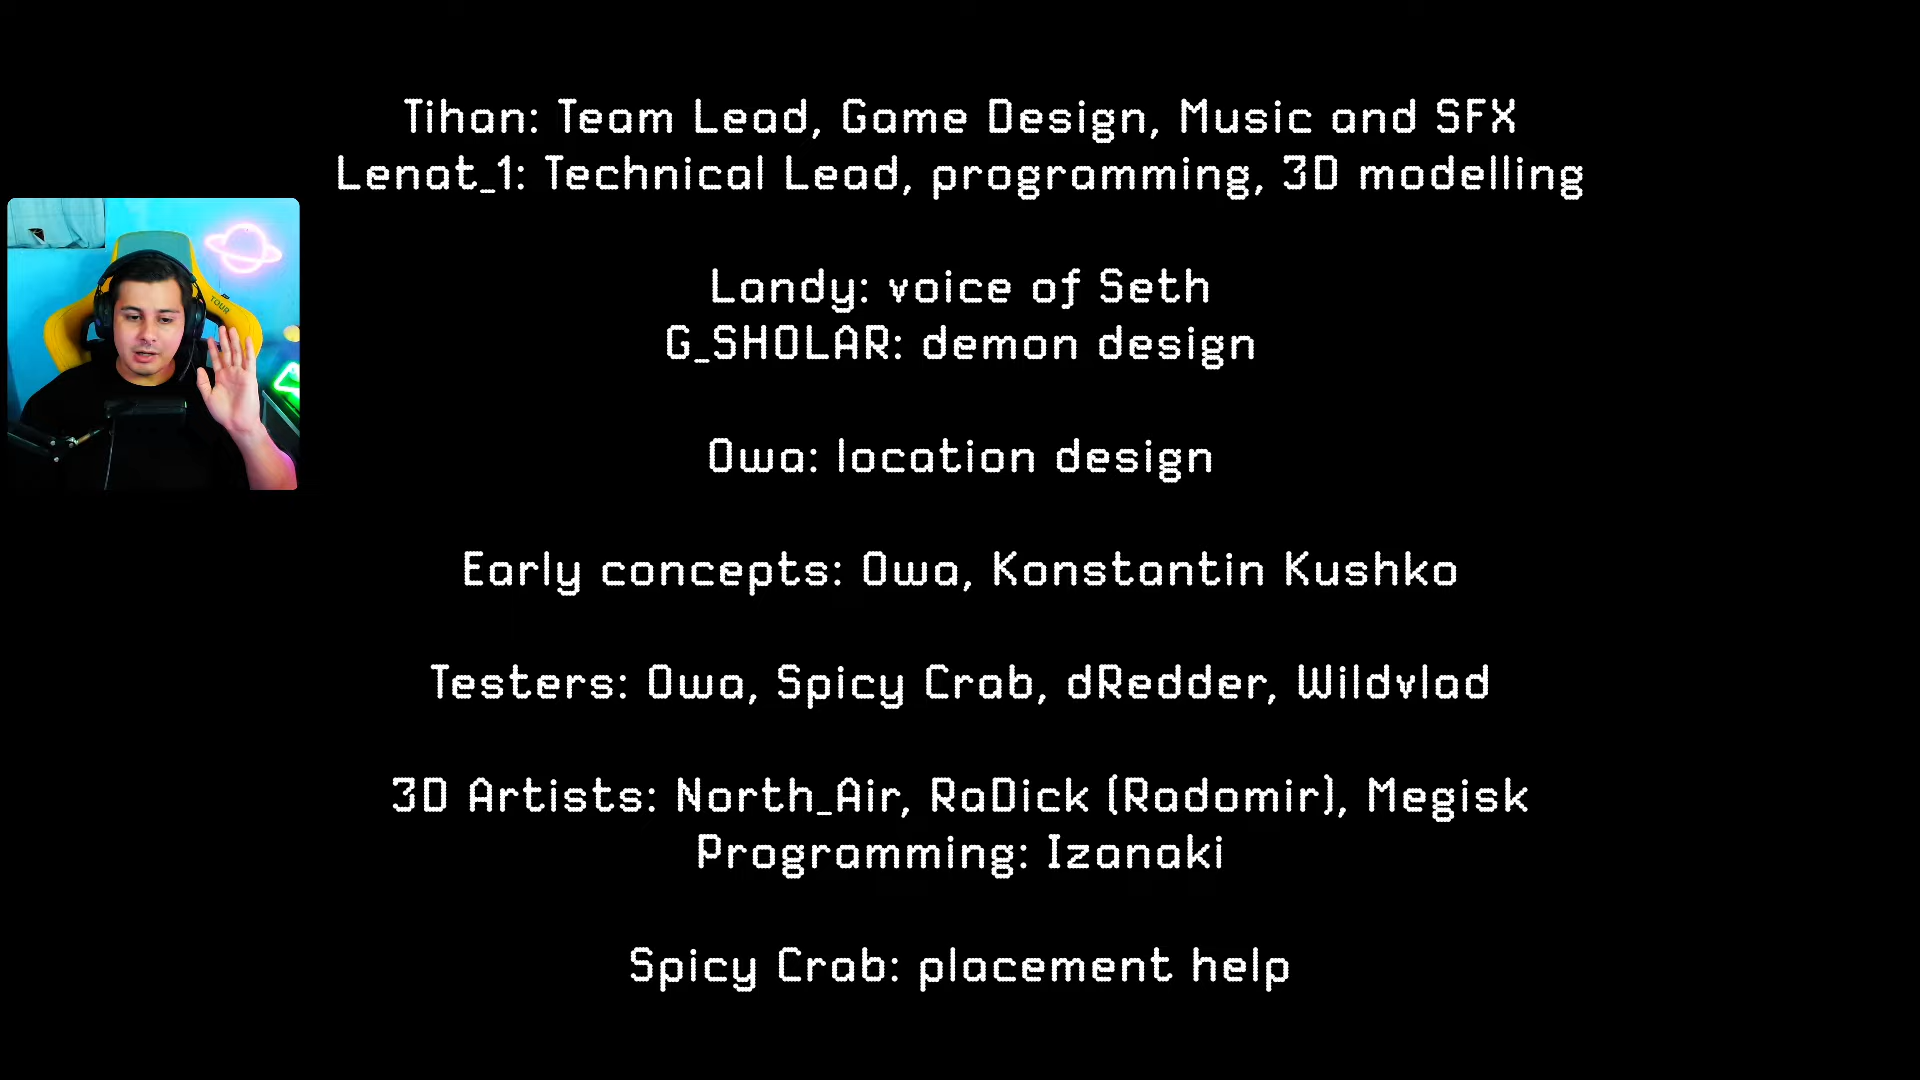 Tihan: Team Lead, Game Design, Music and SFX
Lenat_1: Technical Lead, programming, 3D modelling
TOUR
Landy: voice of Seth
G_SHOLAR: demon design
Owa: location design
Early concepts: Owa, Konstantin Kushko
Testers: Owa, Spicy Crab, dRedder, Wildvlad
3D Artists: North_Air, RaDick (Radomir), Megisk
Programming: Izanaki
Spicy Crab: placement help